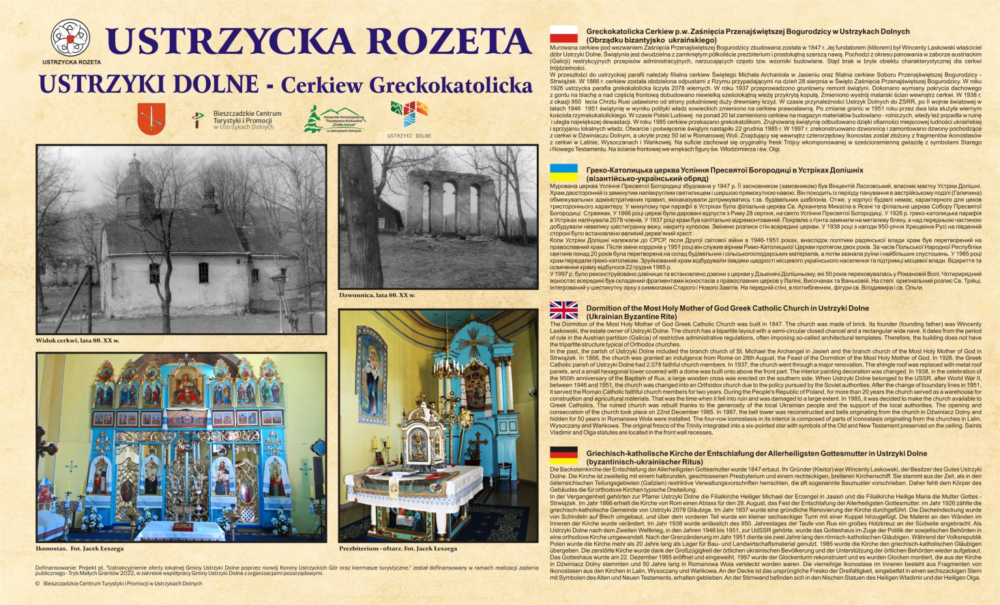 USTRZYCKA ROZETA
USTRZYCKA ROZETA
USTRZYKI DOLNE - Cerkiew Greckokatolicka
Bieszczadzkie Centrum
Turystyki i Promocji
w Ustrzykach Dolnych
Karpackie Stowarzyszenie
Turystyczno-Kulturalne
„Źródła Karpat”
w Ustrzykach Dolnych
USTRZYKI DOLNE
Widok cerkwi, lata 80. XX w.
Dzwonnica, lata 80. XX w.
Ikonostas. Fot. Jacek Łeszega
Prezbiterium - ołtarz. Fot. Jacek Łeszega
Dofinansowanie: Projekt pt. "Uatrakcyjnienie oferty lokalnej Gminy Ustrzyki Dolne poprzez rozwój Korony Ustrzyckich Gór oraz kiermasze turystyczne." został dofinansowany w ramach realizacji zadania
publicznego - Tryb Małych Grantów 2022, w zakresie współpracy Gminy Ustrzyki Dolne z organizacjami pozarządowymi.
© Bieszczadzkie Centrum Turystyki i Promocji w Ustrzykach Dolnych
Greckokatolicka Cerkiew p.w. Zaśnięcia Przenajświętszej Bogurodzicy w Ustrzykach Dolnych
(Obrządku bizantyjsko ukraińskiego)
Murowana cerkiew pod wezwaniem Zaśnięcia Przenajświętszej Bogurodzicy zbudowana została w 1847 r. Jej fundatorem (klitorem) był Wincenty Laskowski właściciel
dóbr Ustrzyki Dolne. Świątynia jest dwudzielna z zamkniętym półkoliście prezbiterium i prostokątną szerszą nawą. Pochodzi z okresu panowania w zaborze austriackim
(Galicji) restrykcyjnych przepisów administracyjnych, narzucających często tzw. wzorniki budowlane. Stąd brak w bryle obiektu charakterystycznej dla cerkwi
trójdzielności.
W przeszłości do ustrzyckiej parafii należały filialna cerkiew Świętego Michała Archanioła w Jasieniu oraz filialna cerkiew Soboru Przenajświętszej Bogurodzicy -
Strwiążek. W 1866 r. cerkiew została obdzielona odpustami z Rzymu przypadającymi na dzień 28 sierpnia w Święto Zaśnięcia Przenajświętszej Bogurodzicy. W roku
1926 ustrzycka parafia grekokatolicka liczyła 2078 wiernych. W roku 1937 przeprowadzono gruntowny remont świątyni. Dokonano wymiany pokrycia dachowego
z gontu na blachę a nad częścią frontową dobudowano niewielką sześciokątną wieżę przykrytą kopułą. Zmieniono wystrój malarski ścian wewnątrz cerkwi. W 1938 r.
z okazji 950 lecia Chrztu Rusi ustawiono od strony południowej duży drewniany krzyż. W czasie przynależności Ustrzyk Dolnych do ZSRR, po II wojnie światowej w
latach 1946 1951 świątynię w wyniku polityki władz sowieckich zmieniono na cerkiew prawosławną. Po zmianie granic w 1951 roku przez dwa lata służyła wiernym
kościoła rzymskokatolickiego. W czasie Polski Ludowej na ponad 20 lat zamieniono cerkiew na magazyn materiałów budowlano - rolniczych, wtedy też popadła w ruinę
i uległa największej dewastacji. W roku 1985 cerkiew przekazano grekokatolikom. Zrujnowaną świątynię odbudowano dzięki ofiarności miejscowej ludności ukraińskiej
i sprzyjaniu lokalnych władz. Otwarcie i poświęcenie świątyni nastąpiło 22 grudnia 1985 r. W 1997 r. zrekonstruowano dzwonnicę i zamontowano dzwony pochodzące
z cerkwi w Dźwiniaczu Dolnym, a ukryte przez 50 lat w Romanowej Woli. Znajdujący się wewnątrz czterorzędowy Ikonostas został złożony z fragmentów ikonostasów
z cerkwi w Lalinie, Wysoczanach i Wańkowej. Na suficie zachował się oryginalny fresk Trójcy wkomponowanej w sześcioramienną gwiazdę z symbolami Starego
i Nowego Testamentu. Na ścianie frontowej we wnękach figury św. Włodzimierza i św. Olgi.
Греко-Католицька церква Успіння Пресвятої Богородиці в Устріках Долішніх
(візантійсько-український обряд)
Мурована церква Успіння Пресвятої Богородиці збудована у 1847 р. Її засновником (замовником) був Вінцентій Ласковський, власник маєтку Устріки Долішні.
Храм двосторонній із замкнутим напівкруглим святилищем і ширшою прямокутною навою. Він походить із періоду панування в австрійському поділі (Галичина)
обмежувальних адміністративних правил, якінаказували дотримуватись т.зв. будівельних шаблонів. Отже, у корпусі будівлі немає, характерного для цеков
тристороннього характеру. У минулому при парафії в Устріках була філіальна церква Св. Архангела Михаїла в Ясені та філіальна церква Собору Пресвятої
Богородиці Стрвяжек. У 1866 році церкві були даровані відпусти з Риму 28 серпня, на свято Успіння Пресвятої Богородиці. У 1926 р. греко-католицька парафія
в Устріках налічувала 2078 членів. У 1937 році храм був капітально відремонтований. Покрівлю з ґонта замінили на металеву бляху, а над передньою частиною
добудували невелику шестигранну вежу, накриту куполом. Змінено розписи стін всередині церкви. У 1938 році з нагоди 950-річчя Хрещення Русі на південній
стороні було встановлено великий дерев'яний хрест.
Коли Устріки Долішні належали до СРСР, після Другої світової війни в 1946-1951 роках, внаслідок політики радянської влади храм був перетворений на
православний храм. Після зміни кордонів у 1951 році він служив вірним Римо-Католицької Церкви протягом двох років. За часів Польської Народної Республіки
святиня понад 20 років була перетворена на склад будівельних і сільськогосподарських матеріалів, а потім зазнала руїни і найбільших спустошень. У 1985 році
храм передали греко-католикам. Зруйнований храм відбудували завдяки щедрості місцевого українського населення та підтримці місцевої влади. Відкриття та
освячення храму відбулося 22 грудня 1985 р.
У 1997 р. було реконструйовано дзвіницю та встановлено дзвони з церкви у Дзьвінячі Долішньому, які 50 років переховувалась у Романовій Волі. Чотирирядний
іконостас всередині був складений фрагментами іконостасів з православних церков у Лаліні, Височанах та Ваньковій. На стелі оригінальний розпис Св. Трійці,
інтегрований у шестикутну зірку з символами Старого і Нового Завітів. На передній стіні, в поглибленнях, фігури св. Влодимира і св. Ольги.
Dormition of the Most Holy Mother of God Greek Catholic Church in Ustrzyki Dolne
(Ukrainian Byzantine Rite)
The Dormition of the Most Holy Mother of God Greek Catholic Church was built in 1847. The church was made of brick. Its founder (founding father) was Wincenty
Laskowski, the estate owner of Ustrzyki Dolne. The church has a bipartite layout with a semi-circular closed chancel and a rectangular wide nave. It dates from the period
of rule in the Austrian partition (Galicia) of restrictive administrative regulations, often imposing so-called architectural templates. Therefore, the building does not have
the tripartite structure typical of Orthodox churches.
In the past, the parish of Ustrzyki Dolne included the branch church of St. Michael the Archangel in Jasień and the branch church of the Most Holy Mother of God in
Strwiążek. In 1866, the church was granted an indulgence from Rome on 28th August, the Feast of the Dormition of the Most Holy Mother of God. In 1926, the Greek
Catholic parish of Ustrzyki Dolne had 2,078 faithful church members. In 1937, the church went through a major renovation. The shingle roof was replaced with metal roof
panels, and a small hexagonal tower covered with a dome was built onto above the front part. The interior painting decoration was changed. In 1938, in the celebration of
the 950th anniversary of the Baptism of Rus, a large wooden cross was erected on the southern side. When Ustrzyki Dolne belonged to the USSR, after World War II,
between 1946 and 1951, the church was changed into an Orthodox church due to the policy pursued by the Soviet authorities. After the change of boundary lines in 1951,
it served the Roman Catholic faithful church members for two years. During the People's Republic of Poland, for more than 20 years the church served as a warehouse for
construction and agricultural materials. That was the time when it fell into ruin and was damaged to a large extent. In 1985, it was decided to make the church available to
Greek Catholics. The ruined church was rebuilt thanks to the generosity of the local Ukrainian people and the support of the local authorities. The opening and
consecration of the church took place on 22nd December 1985. In 1997, the bell tower was reconstructed and bells originating from the church in Dźwiniacz Dolny and
hidden for 50 years in Romanowa Wola were installed. The four-row iconostasis in its interior is composed of parts of iconostasis originating from the churches in Lalin,
Wysoczany and Wańkowa. The original fresco of the Trinity integrated into a six-pointed star with symbols of the Old and New Testament preserved on the ceiling. Saints
Vladimir and Olga statutes are located in the front wall recesses.
Griechisch-katholische Kirche der Entschlafung der Allerheiligsten Gottesmutter in Ustrzyki Dolne
(byzantinisch-ukrainischer Ritus)
Die Backsteinkirche der Entschlafung der Allerheiligsten Gottesmutter wurde 1847 erbaut. Ihr Gründer (Kleitor) war Wincenty Laskowski, der Besitzer des Gutes Ustrzyki
Dolne. Die Kirche ist zweiteilig mit einem halbrunden, geschlossenen Presbyterium und einem rechteckigen, breiteren Kirchenschiff. Sie stammt aus der Zeit, als in den
österreichischen Teilungsgebieten (Galizien) restriktive Verwaltungsvorschriften herrschten, die oft sogenannte Baumuster vorschrieben. Daher fehlt dem Körper des
Gebäudes die für orthodoxe Kirchen typische Dreiteilung.
In der Vergangenheit gehörten zur Pfarrei Ustrzyki Dolne die Filialkirche Heiliger Michael der Erzengel in Jasień und die Filialkirche Heilige Maria die Mutter Gottes -
Strwiążek. Im Jahr 1866 erhielt die Kirche von Rom einen Ablass für den 28. August, das Fest der Entschlafung der Allerheiligsten Gottesmutter. im Jahr 1926 zählte die
griechisch-katholische Gemeinde von Ustrzyki 2078 Gläubige. Im Jahr 1937 wurde eine gründliche Renovierung der Kirche durchgeführt. Die Dacheindeckung wurde
von Schindeln auf Blech umgebaut, und über dem vorderen Teil wurde ein kleiner sechseckiger Turm mit einer Kuppel hinzugefügt. Die Malerei an den Wänden im
Inneren der Kirche wurde verändert. Im Jahr 1938 wurde anlässlich des 950. Jahrestages der Taufe von Rus ein großes Holzkreuz an der Südseite angebracht. Als
Ustrzyki Dolne nach dem Zweiten Weltkrieg, in den Jahren 1946 bis 1951, zur UdSSR gehörte, wurde das Gotteshaus im Zuge der Politik der sowjetischen Behörden in
eine orthodoxe Kirche umgewandelt. Nach der Grenzänderung im Jahr 1951 diente sie zwei Jahre lang den römisch-katholischen Gläubigen. Während der Volksrepublik
Polen wurde die Kirche mehr als 20 Jahre lang als Lager für Bau- und Landwirtschaftsmaterial genutzt. 1985 wurde die Kirche den griechisch-katholischen Gläubigen
übergeben. Die zerstörte Kirche wurde dank der Großzügigkeit der örtlichen ukrainischen Bevölkerung und der Unterstützung der örtlichen Behörden wieder aufgebaut.
Das Gotteshaus wurde am 22. Dezember 1985 eröffnet und eingeweiht. 1997 wurde der Glockenturm rekonstruiert und es wurden Glocken montiert, die aus der Kirche
in Dźwiniacz Dolny stammten und 50 Jahre lang in Romanowa Wola versteckt worden waren. Die vierreihige Ikonostase im Inneren besteht aus Fragmenten von
Ikonostasen aus den Kirchen in Lalin, Wysoczany und Wańkowa. An der Decke ist das ursprüngliche Fresko der Dreifaltigkeit, eingebettet in einen sechszackigen Stern
mit Symbolen des Alten und Neuen Testaments, erhalten geblieben. An der Stirnwand befinden sich in den Nischen Statuen des Heiligen Wladimir und der Heiligen Olga.